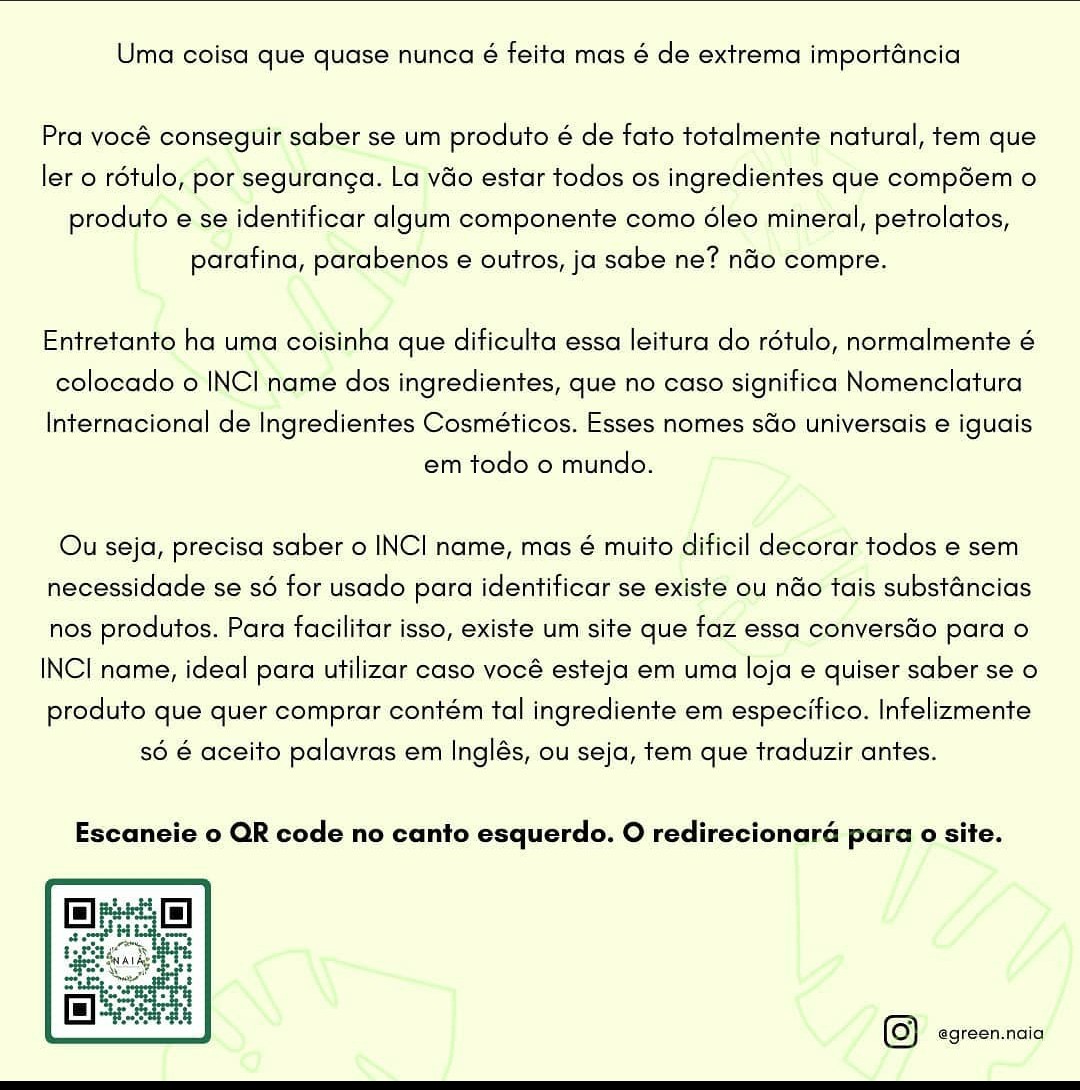 Uma coisa que quase nunca é feita mas é de extrema importância
Pra você conseguir saber se um produto é de fato totalmente natural, tem que
ler o rótulo, por segurança. La vão estar todos os ingredientes que compõem o
produto e se identificar algum componente como óleo mineral, petrolatos,
parafina, parabenos e outros, ja sabe ne? não compre.
Entretanto ha uma coisinha que dificulta essa leitura do rótulo, normalmente é
colocado o INCI name dos ingredientes, que no caso significa Nomenclatura
Internacional de Ingredientes Cosméticos. Esses nomes são universais e iguais
em todo o mundo.
Ou seja, precisa saber o INCI name, mas é muito dificil decorar todos e sem
necessidade se só for usado para identificar se existe ou não tais substâncias
nos produtos. Para facilitar isso, existe um site que faz essa conversão para o
INCI name, ideal para utilizar caso você esteja em uma loja e quiser saber se o
produto que quer comprar contém tal ingrediente em específico. Infelizmente
só é aceito palavras em Inglês, ou seja, tem que traduzir antes.
Escaneie o QR code no canto esquerdo. O redirecionará para o site.
NAIÁ
@green.naia